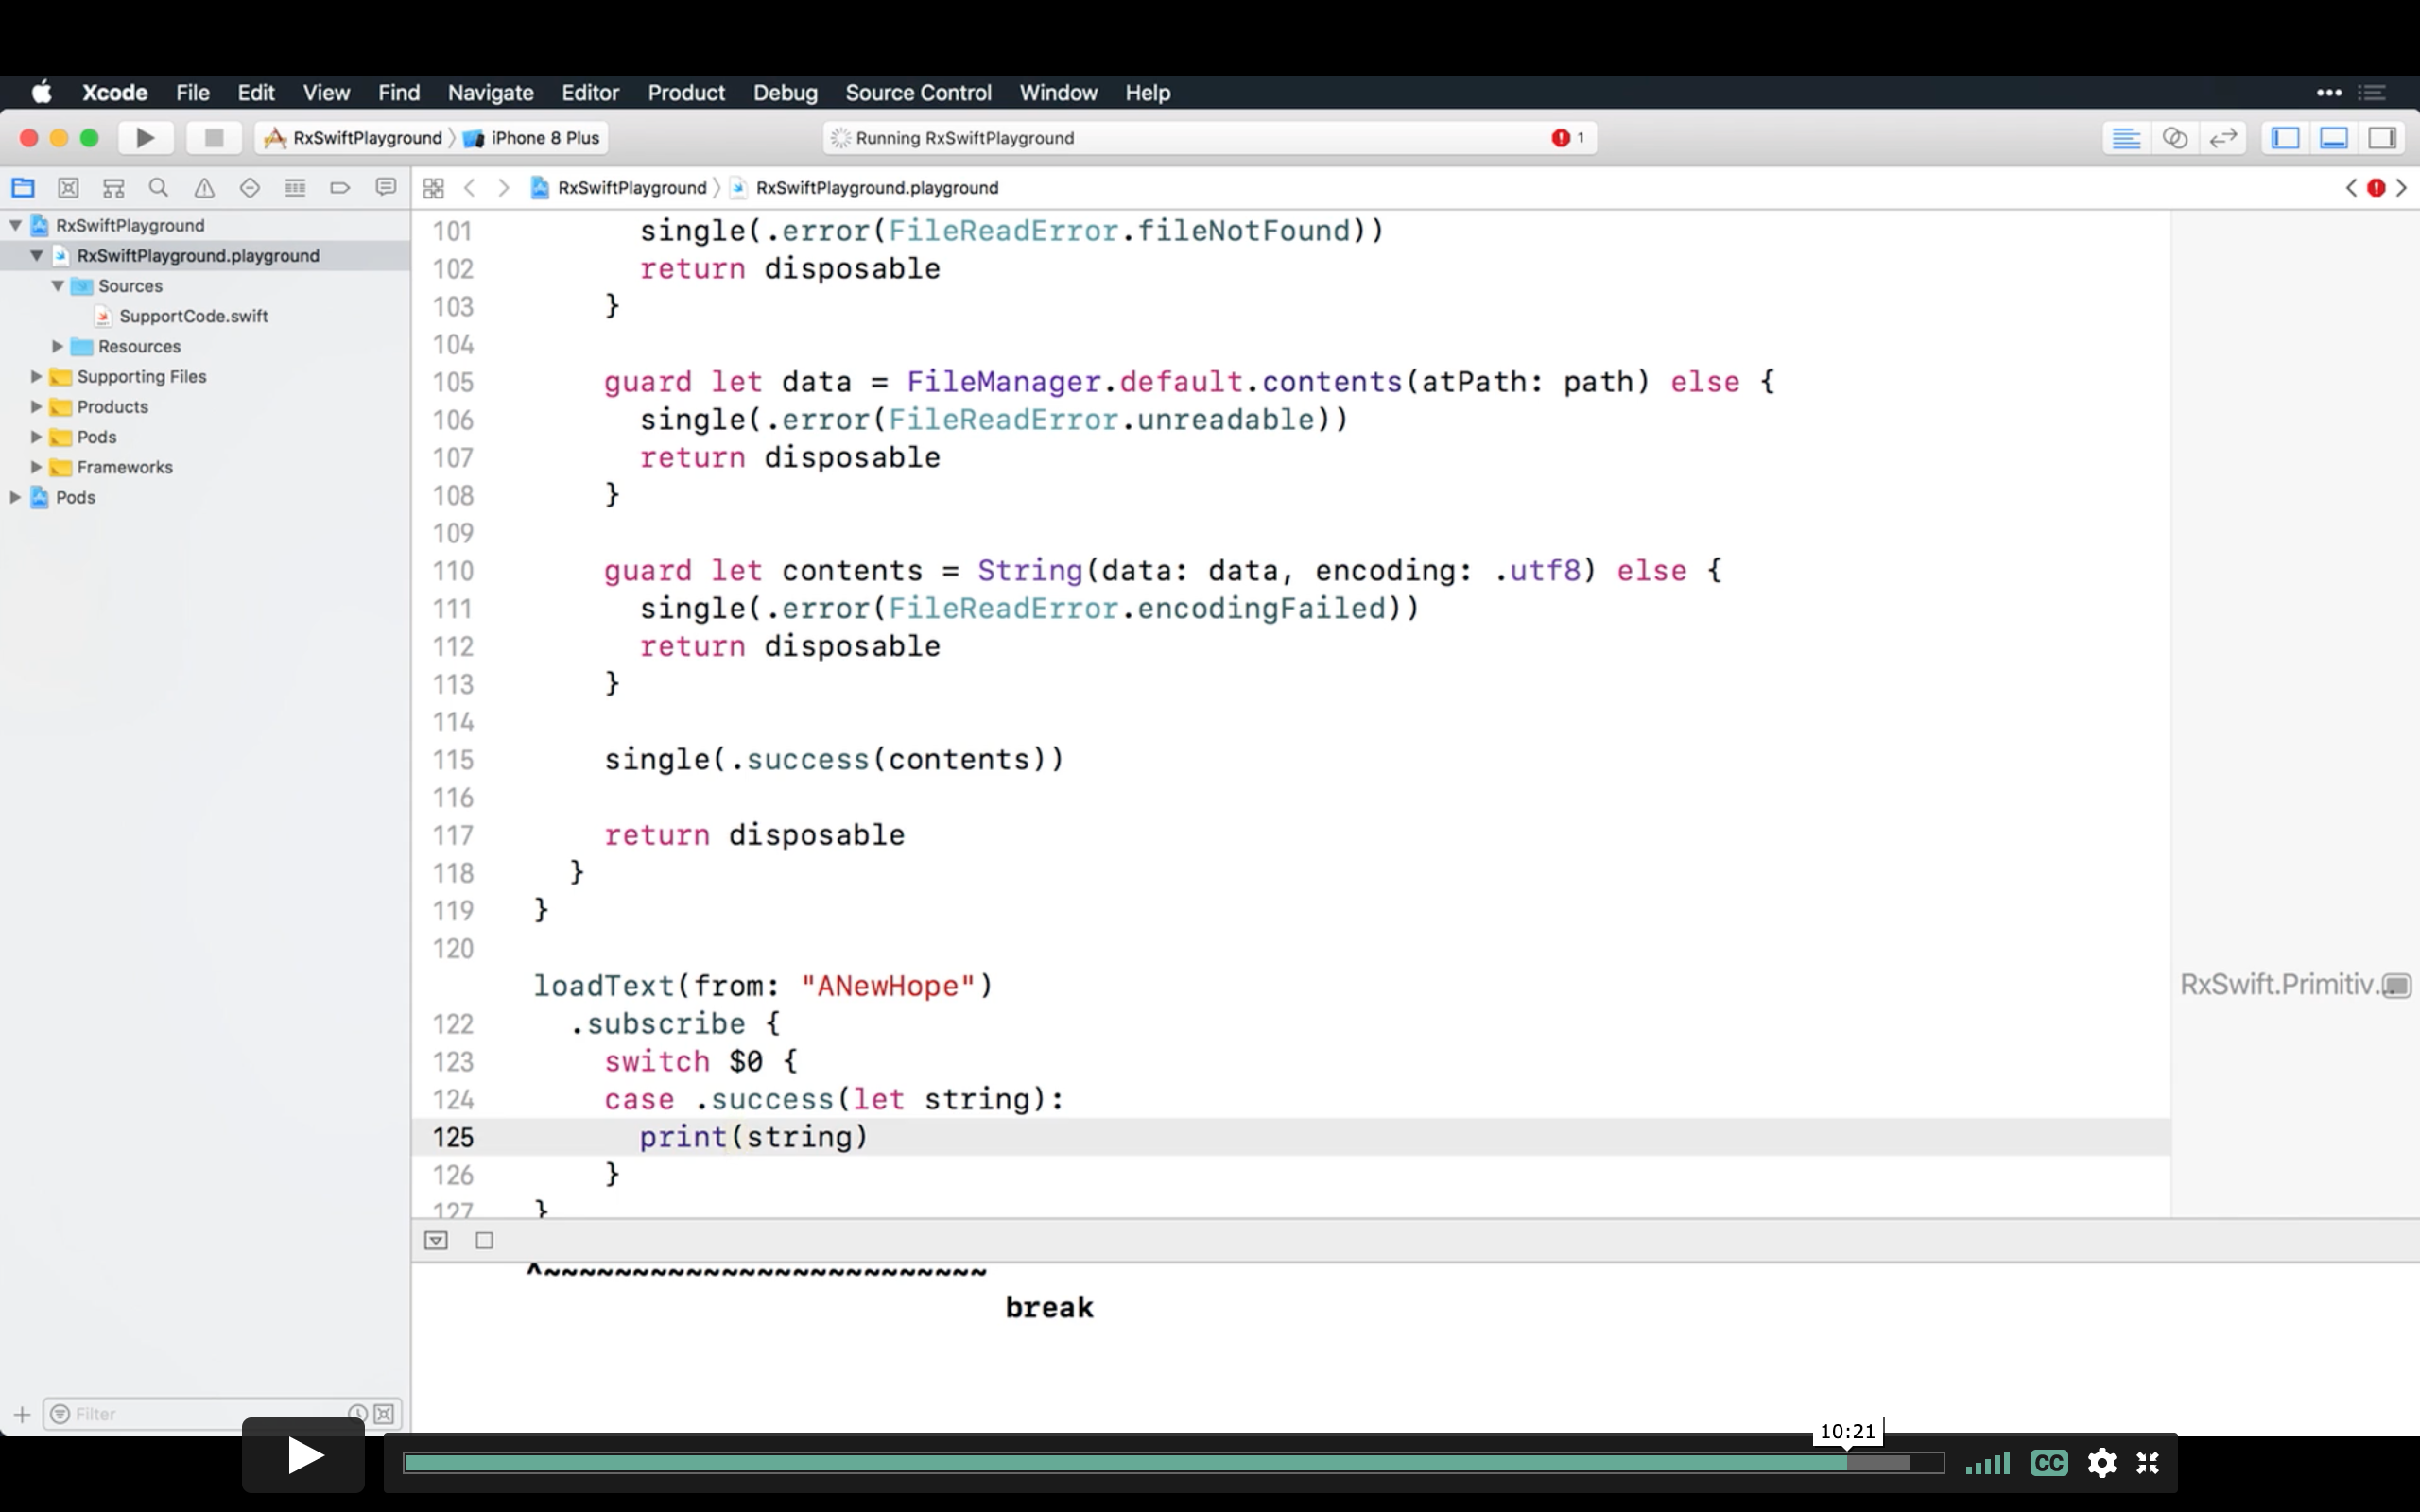 Xcode File Edit View Find Navigate Editor Product Debug Source Control Window Help
RxSwiftPlayground iPhone 8 Plus Running RxSwiftPlayground 1
RxSwiftPlayground RxSwiftPlayground.playground
RxSwiftPlayground
RxSwiftPlayground.playground
Sources
SupportCode.swift
Resources
Supporting Files
Products
Pods
Frameworks
Pods
Filter
101 single(.error(FileReadError.fileNotFound))
102 return disposable
103 }
104
105 guard let data = FileManager.default.contents(atPath: path) else {
106 single(.error(FileReadError.unreadable))
107 return disposable
108 }
109
110 guard let contents = String(data: data, encoding: .utf8) else {
111 single(.error(FileReadError.encodingFailed))
112 return disposable
113 }
114
115 single(.success(contents))
116
117 return disposable
118 }
119 }
120
loadText(from: "ANewHope")
122 .subscribe {
123 switch $0 {
124 case .success(let string):
125 print(string)
126 }
127 }
RxSwift.Primitiv...
^~~~~~~~~~~~~~~~~~~~~~~~~~
break
10:21
CC